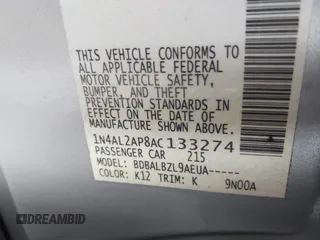 THIS VEHICLE CONFORMS TO
ALL APPLICABLE FEDERAL
MOTOR VEHICLE SAFETY,
BUMPER, AND THEFT
PREVENTION STANDARDS IN
EFFECT ON THE DATE OF
MANUFACTURE SHOWN ABOVE.
1N4AL2AP8AC133274
PASSENGER CAR 215
MODEL: BDBALBZL9AEUA-----
COLOR: K12 TRIM: K 9N00A
BIDFAX